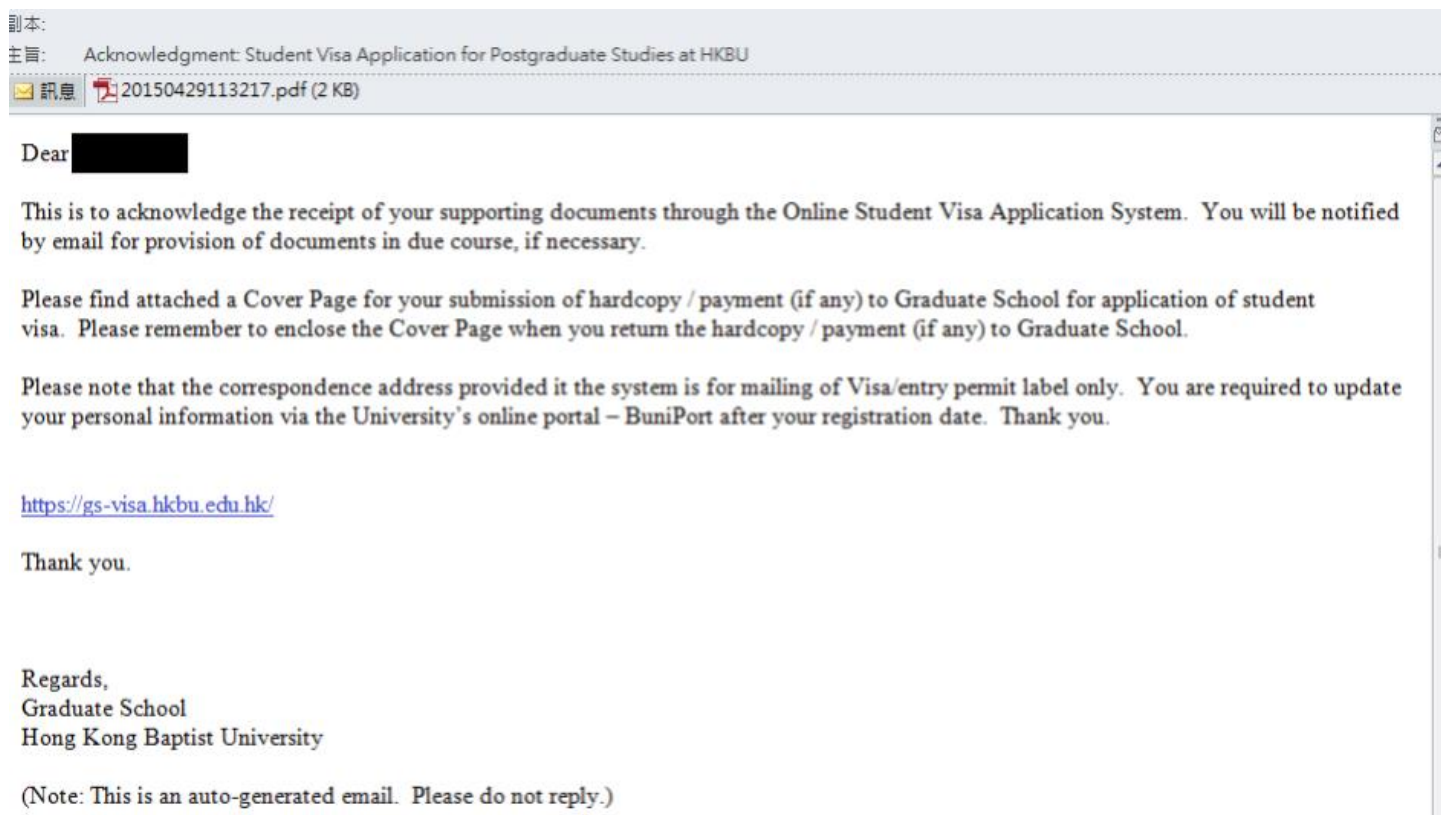 副本:
主旨: Acknowledgment: Student Visa Application for Postgraduate Studies at HKBU
訊息 20150429113217.pdf (2 KB)
Dear
This is to acknowledge the receipt of your supporting documents through the Online Student Visa Application System. You will be notified
by email for provision of documents in due course, if necessary.
Please find attached a Cover Page for your submission of hardcopy / payment (if any) to Graduate School for application of student
visa. Please remember to enclose the Cover Page when you return the hardcopy / payment (if any) to Graduate School.
Please note that the correspondence address provided it the system is for mailing of Visa/entry permit label only. You are required to update
your personal information via the University's online portal – BuniPort after your registration date. Thank you.
https://gs-visa.hkbu.edu.hk/
Thank you.
Regards,
Graduate School
Hong Kong Baptist University
(Note: This is an auto-generated email. Please do not reply.)